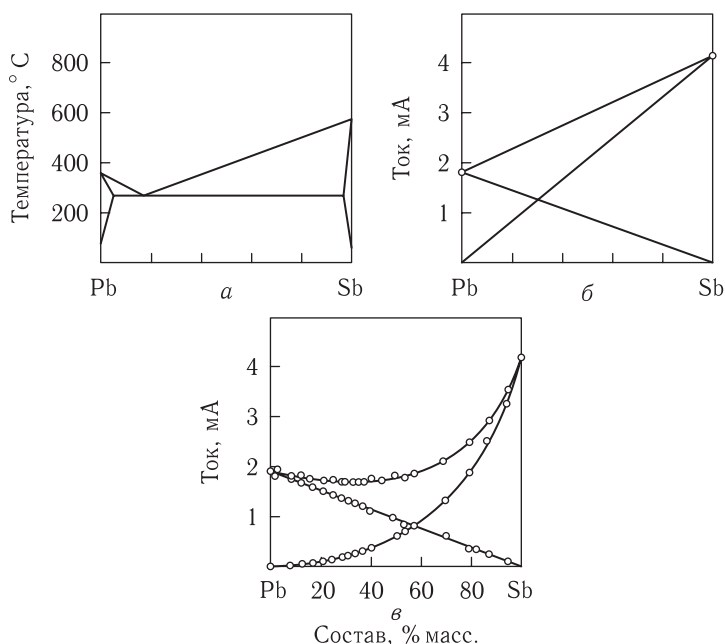 Температура,° С
800
600
400
200
Pb
Sb
а
Ток, мА
4
3
2
1
Pb
Sb
б
Ток, мА
4
3
2
1
Pb 20 40 60 80 Sb
в
Состав, % масс.